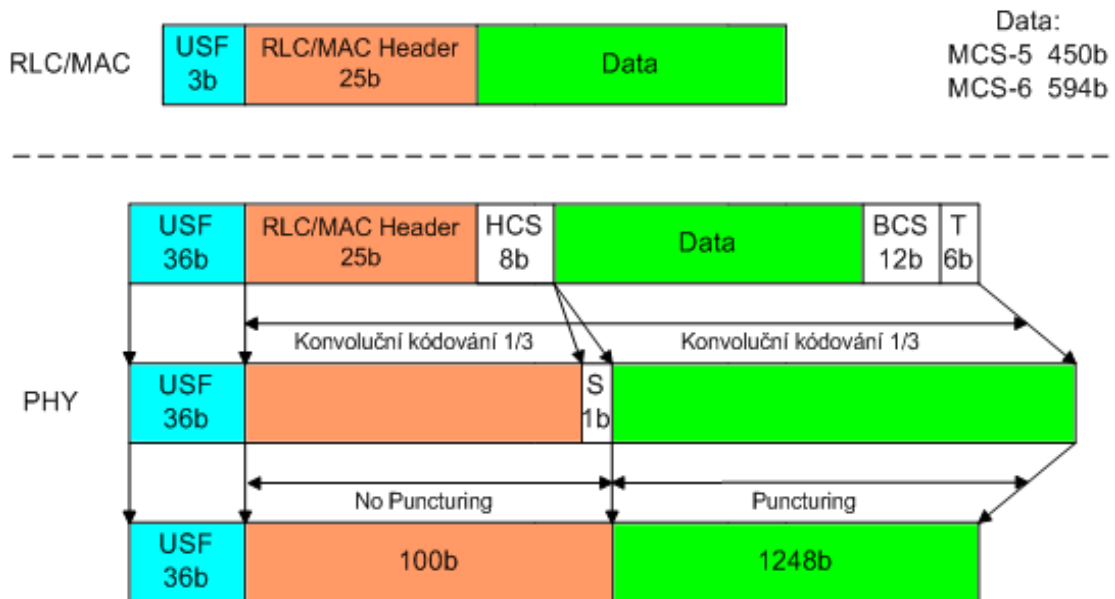 RLC/MAC
USF
3b
RLC/MAC Header
25b
Data
Data:
MCS-5 450b
MCS-6 594b
USF
36b
RLC/MAC Header
25b
HCS
8b
Data
BCS
12b
T
6b
Konvoluční kódování 1/3
Konvoluční kódování 1/3
PHY
USF
36b
S
1b
No Puncturing
Puncturing
USF
36b
100b
1248b